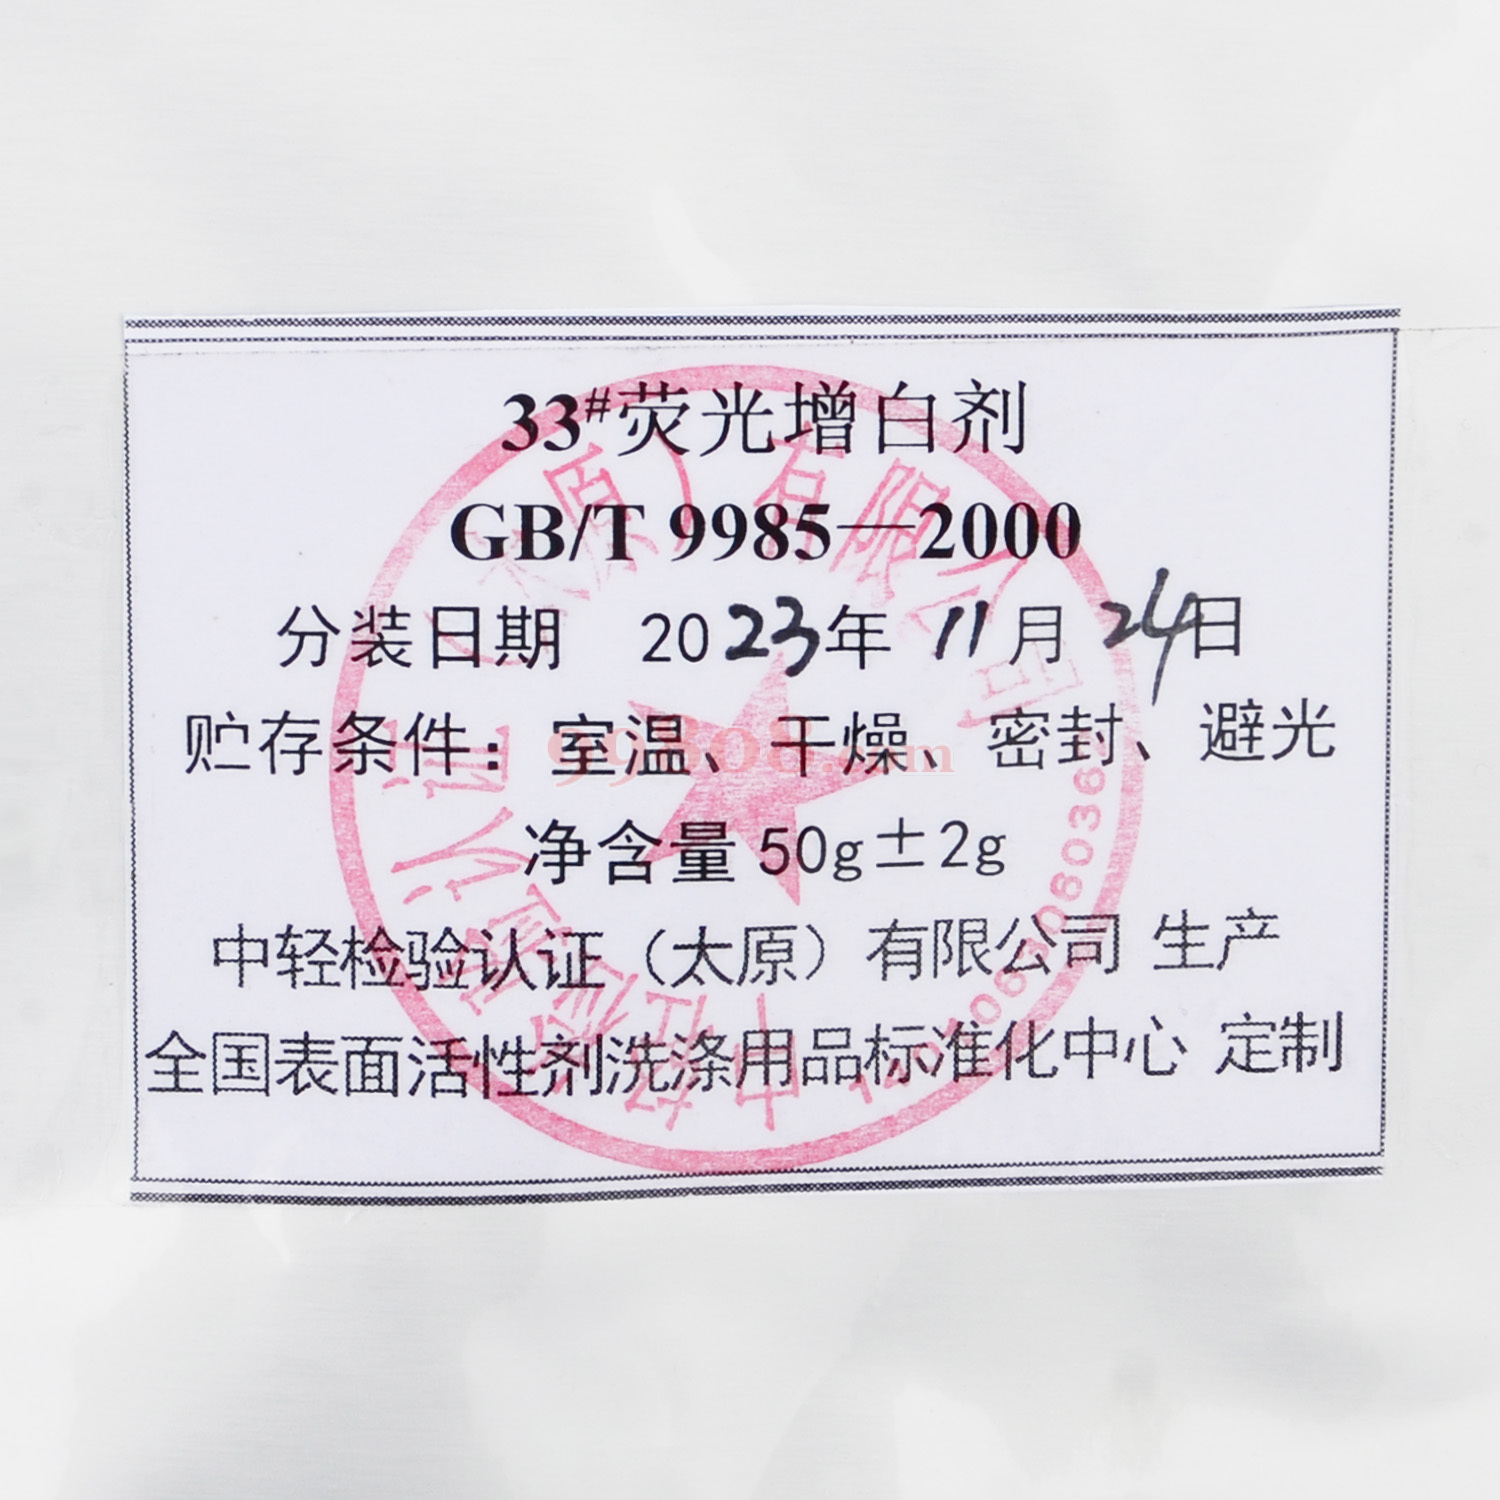 33#荧光增白剂
GB/T 9985—2000
分装日期 2023年 11月 24日
贮存条件：室温、干燥、密封、避光
净含量 50g±2g
中轻检验认证（太原）有限公司 生产
全国表面活性剂洗涤用品标准化中心 定制